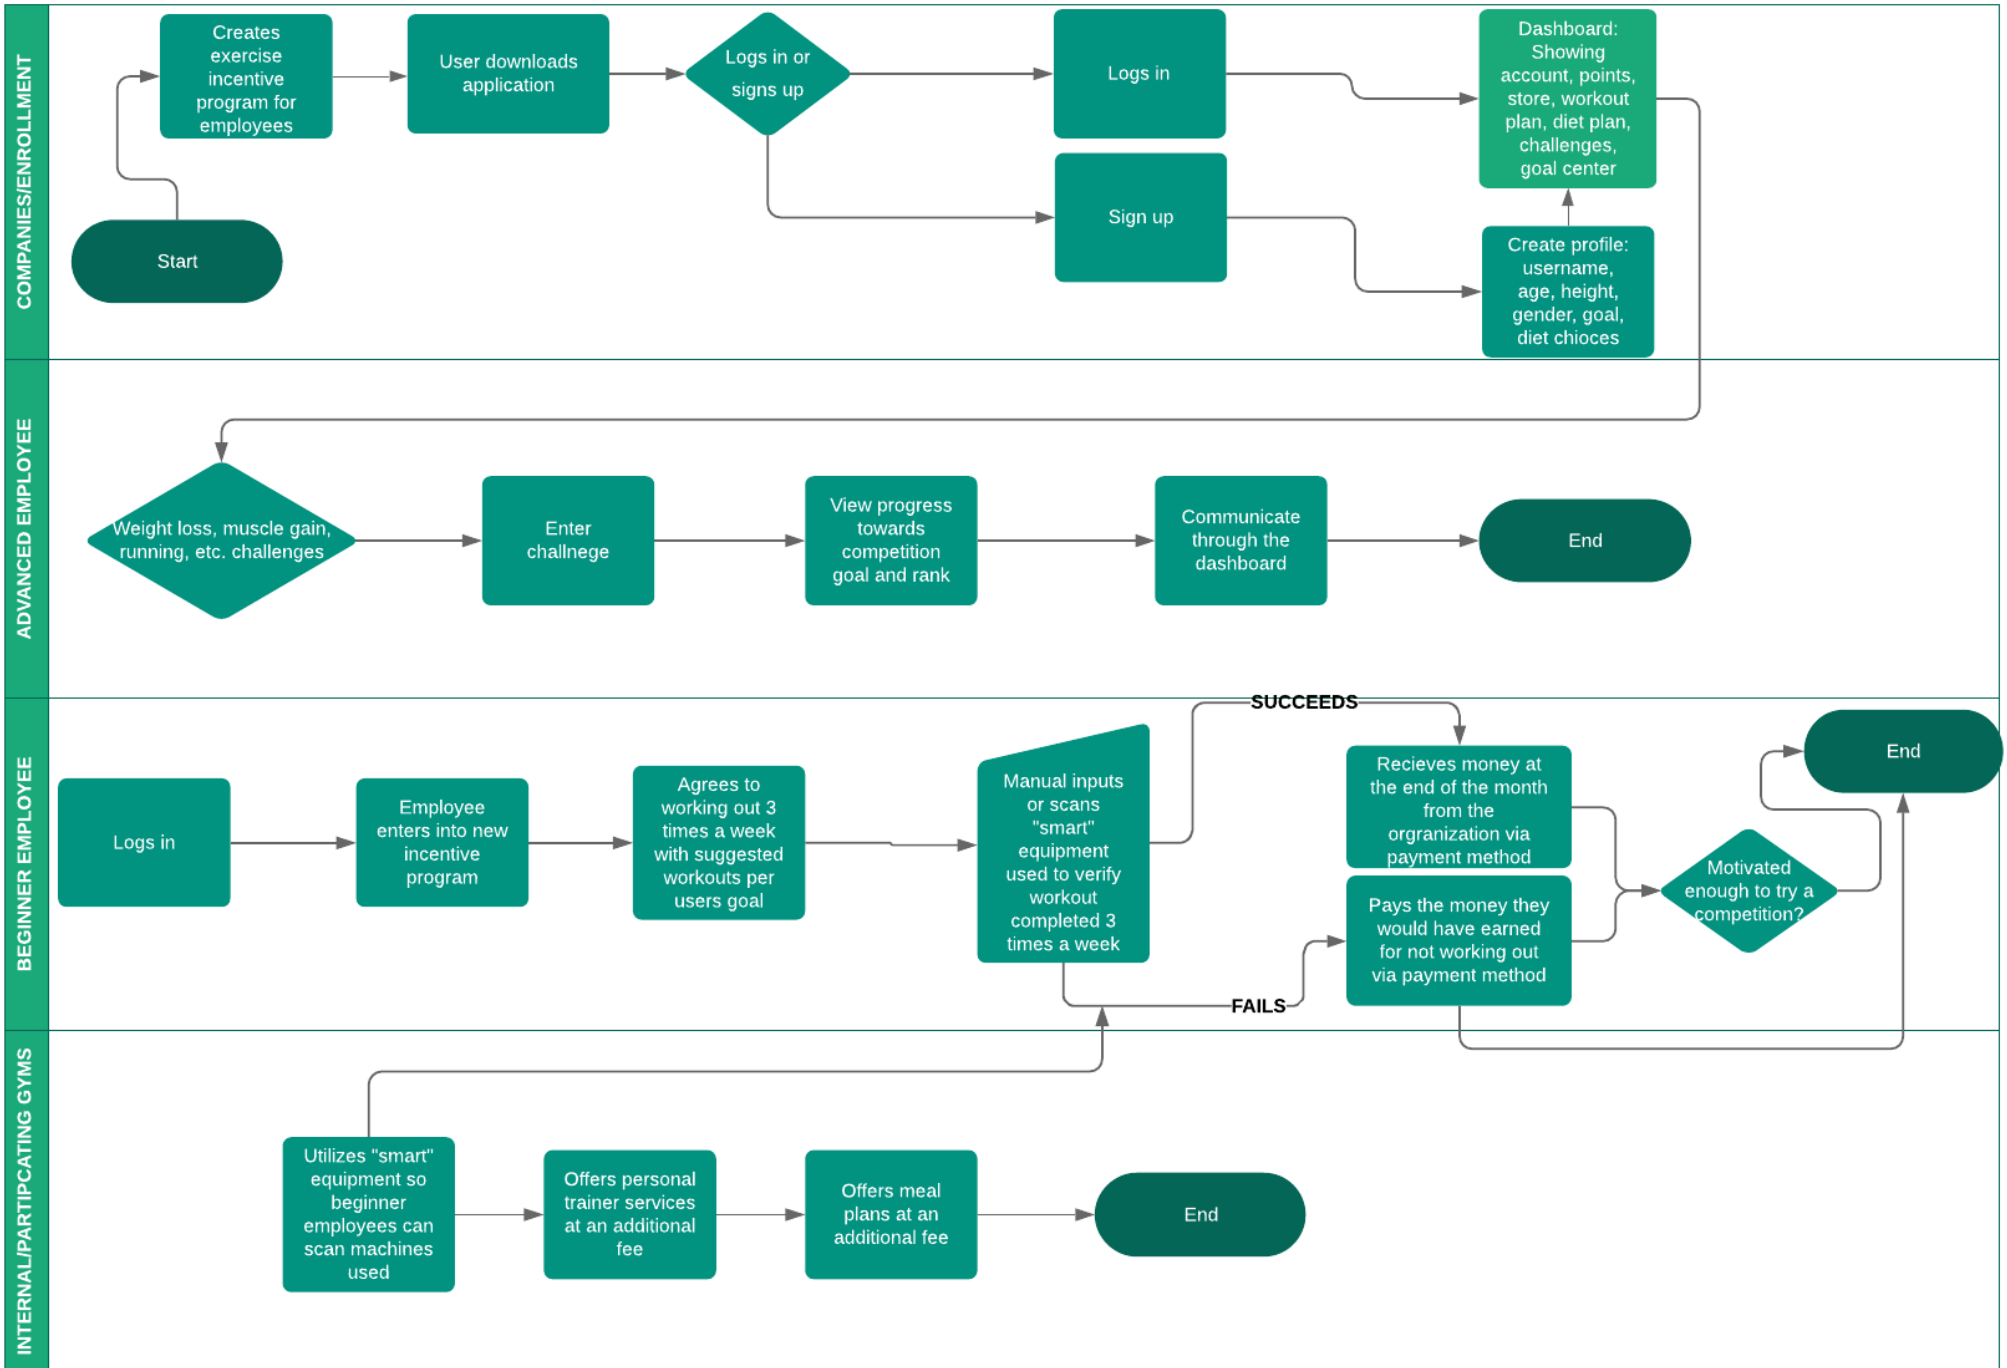 COMPANIES/ENROLLMENT
Creates
exercise
incentive
program for
employees
User downloads
application
Logs in or
signs up
Logs in
Dashboard:
Showing
account, points,
store, workout
plan, diet plan,
challenges,
goal center
Start
Sign up
Create profile:
username,
age, height,
gender, goal,
diet chioces
ADVANCED EMPLOYEE
Weight loss, muscle gain,
running, etc. challenges
Enter
challnege
View progress
towards
competition
goal and rank
Communicate
through the
dashboard
End
BEGINNER EMPLOYEE
Logs in
Employee
enters into new
incentive
program
Agrees to
working out 3
times a week
with suggested
workouts per
users goal
Manual inputs
or scans
"smart"
equipment
used to verify
workout
completed 3
times a week
SUCCEEDS
Recieves money at
the end of the month
from the
orgranization via
payment method
FAILS
Pays the money they
would have earned
for not working out
via payment method
Motivated
enough to try a
competition?
End
INTERNAL/PARTIPCATING GYMS
Utilizes "smart"
equipment so
beginner
employees can
scan machines
used
Offers personal
trainer services
at an additional
fee
Offers meal
plans at an
additional fee
End